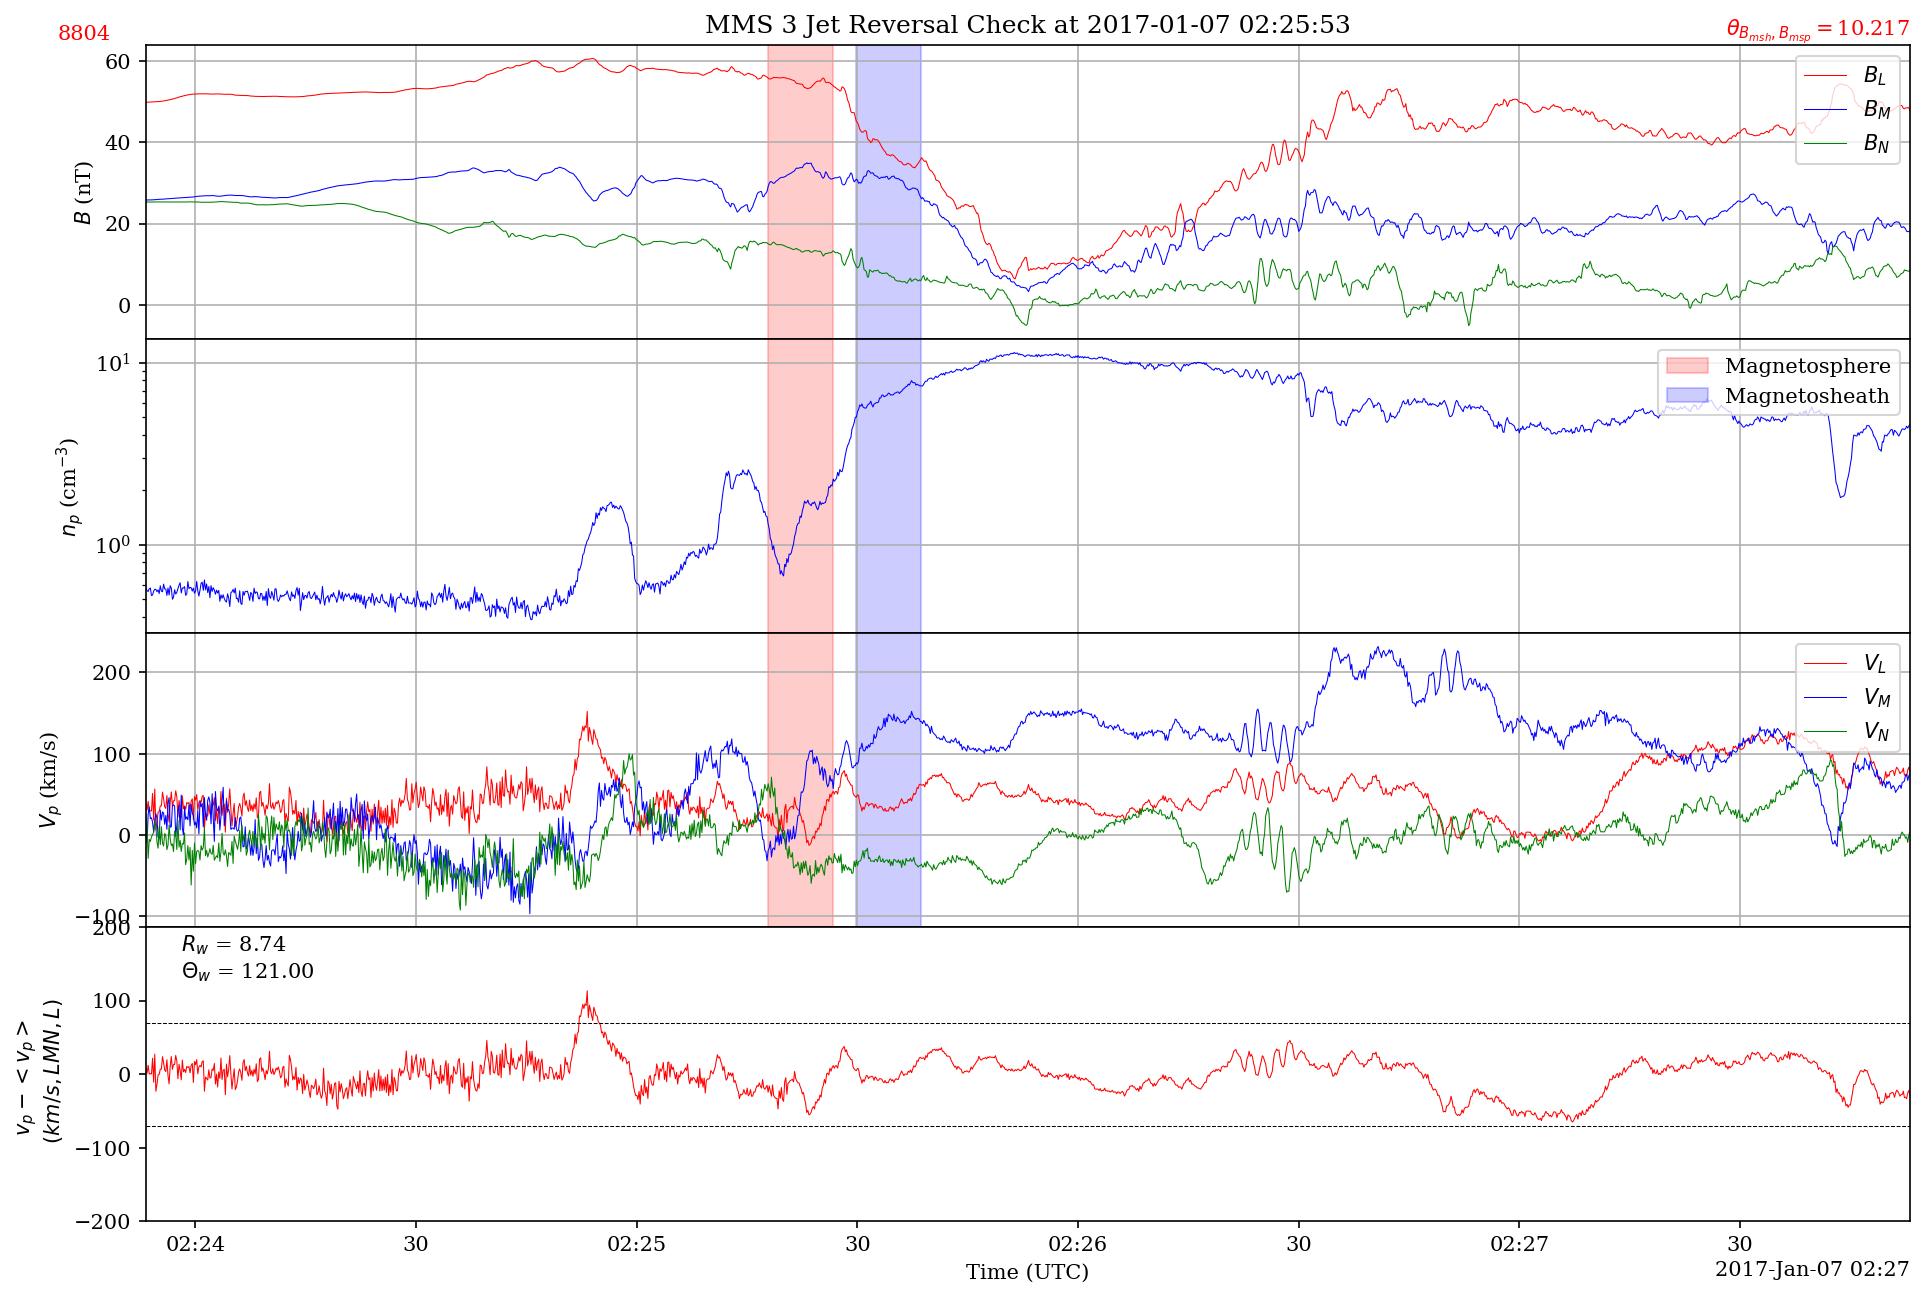 MMS 3 Jet Reversal Check at 2017-01-07 02:25:53
8804
θ_{B_{msh}, B_{msp}} = 10.217
60
40
20
0
B (nT)
B_L
B_M
B_N
10^1
10^0
n_p (cm^{-3})
Magnetosphere
Magnetosheath
200
100
0
−100
V_p (km/s)
V_L
V_M
V_N
200
100
0
−100
−200
v_p − < v_p >
(km/s, LMN, L)
R_w = 8.74
Θ_w = 121.00
02:24
30
02:25
30
02:26
30
02:27
30
Time (UTC)
2017-Jan-07 02:27